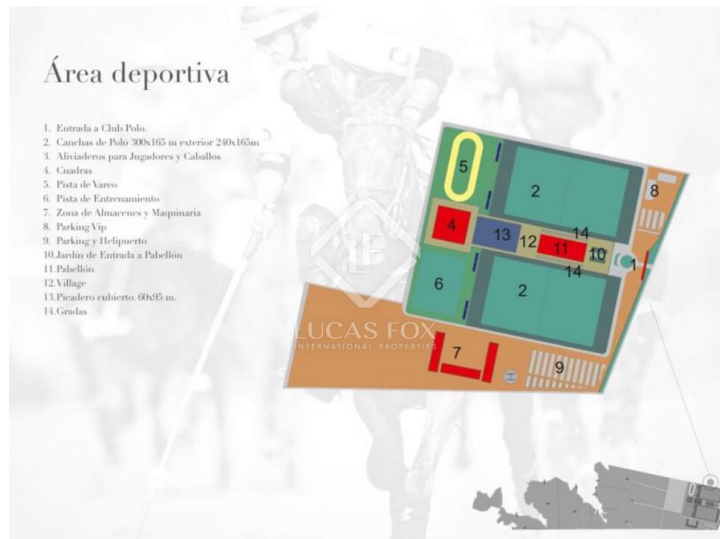 Área deportiva
1. Entrada a Club Polo.
2. Canchas de Polo 300x165 m exterior 240x165m
3. Aliviaderos para Jugadores y Caballos
4. Cuadras
5. Pista de Vareo
6. Pista de Entrenamiento
7. Zona de Almacenes y Maquinaria
8. Parking Vip
9. Parking y Helipuerto
10.Jardín de Entrada a Pabellón
11.Pabellón
12.Village
13.Picadero cubierto. 60x95 m.
14.Gradas
5
2
8
4
13
12
14
11
10
1
14
6
2
7
9
LF
LUCAS FOX
INTERNATIONAL PROPERTIES